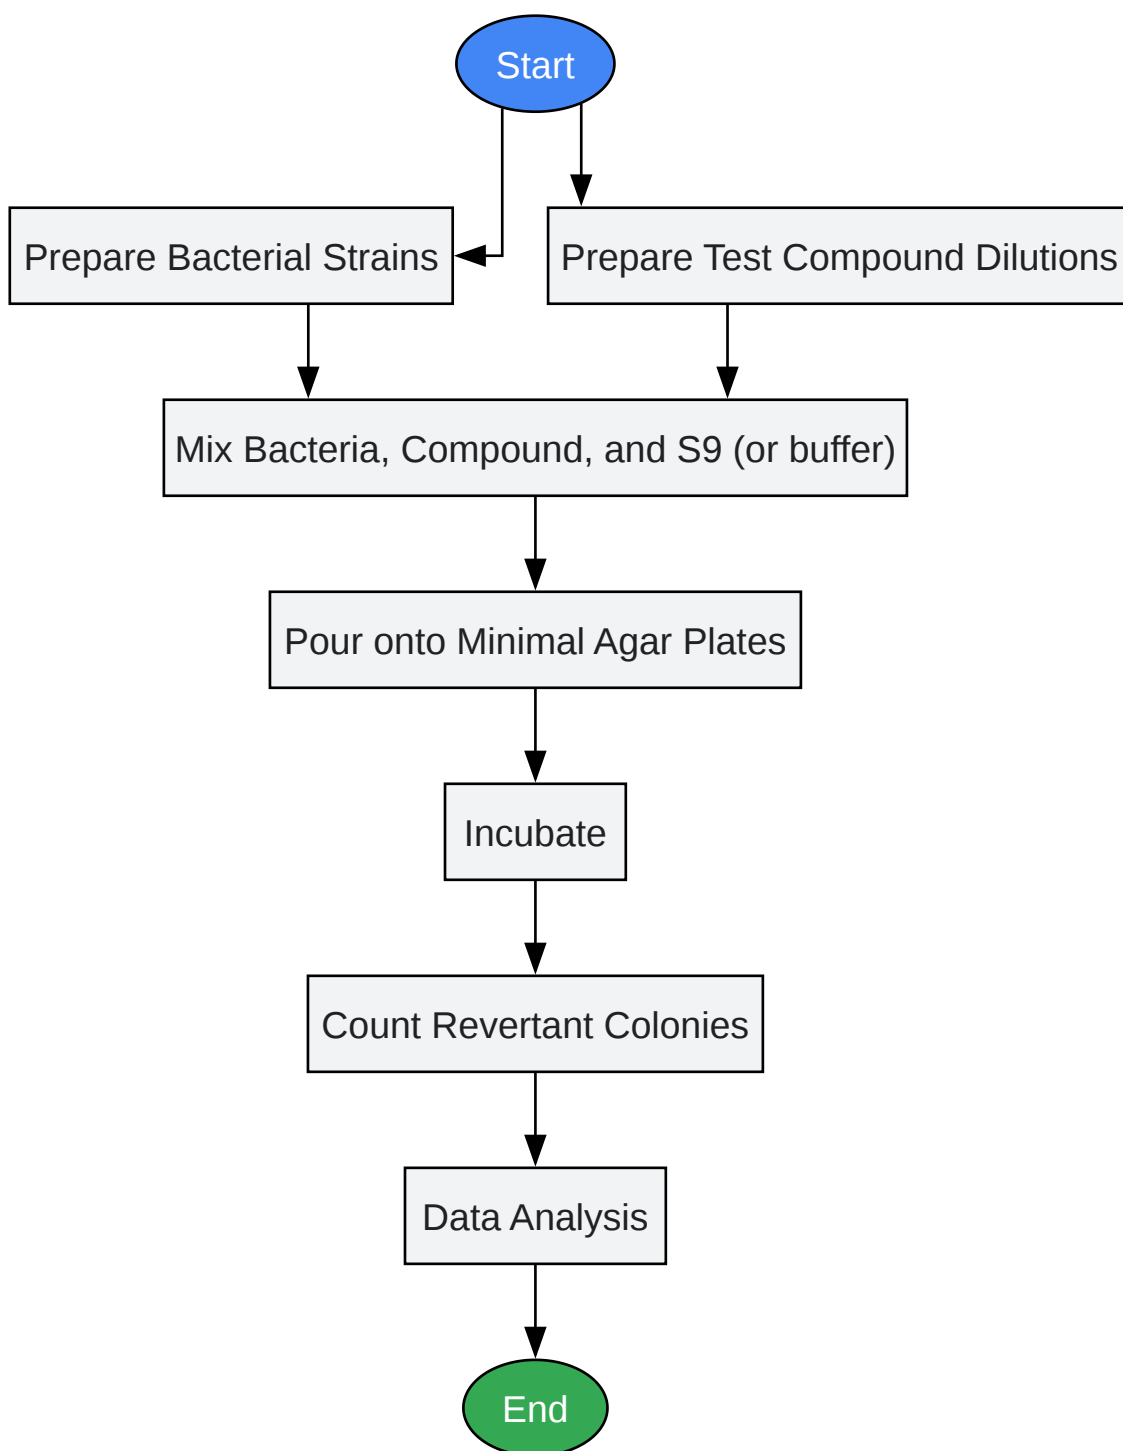 Start
Prepare Bacterial Strains
Prepare Test Compound Dilutions
Mix Bacteria, Compound, and S9 (or buffer)
Pour onto Minimal Agar Plates
Incubate
Count Revertant Colonies
Data Analysis
End